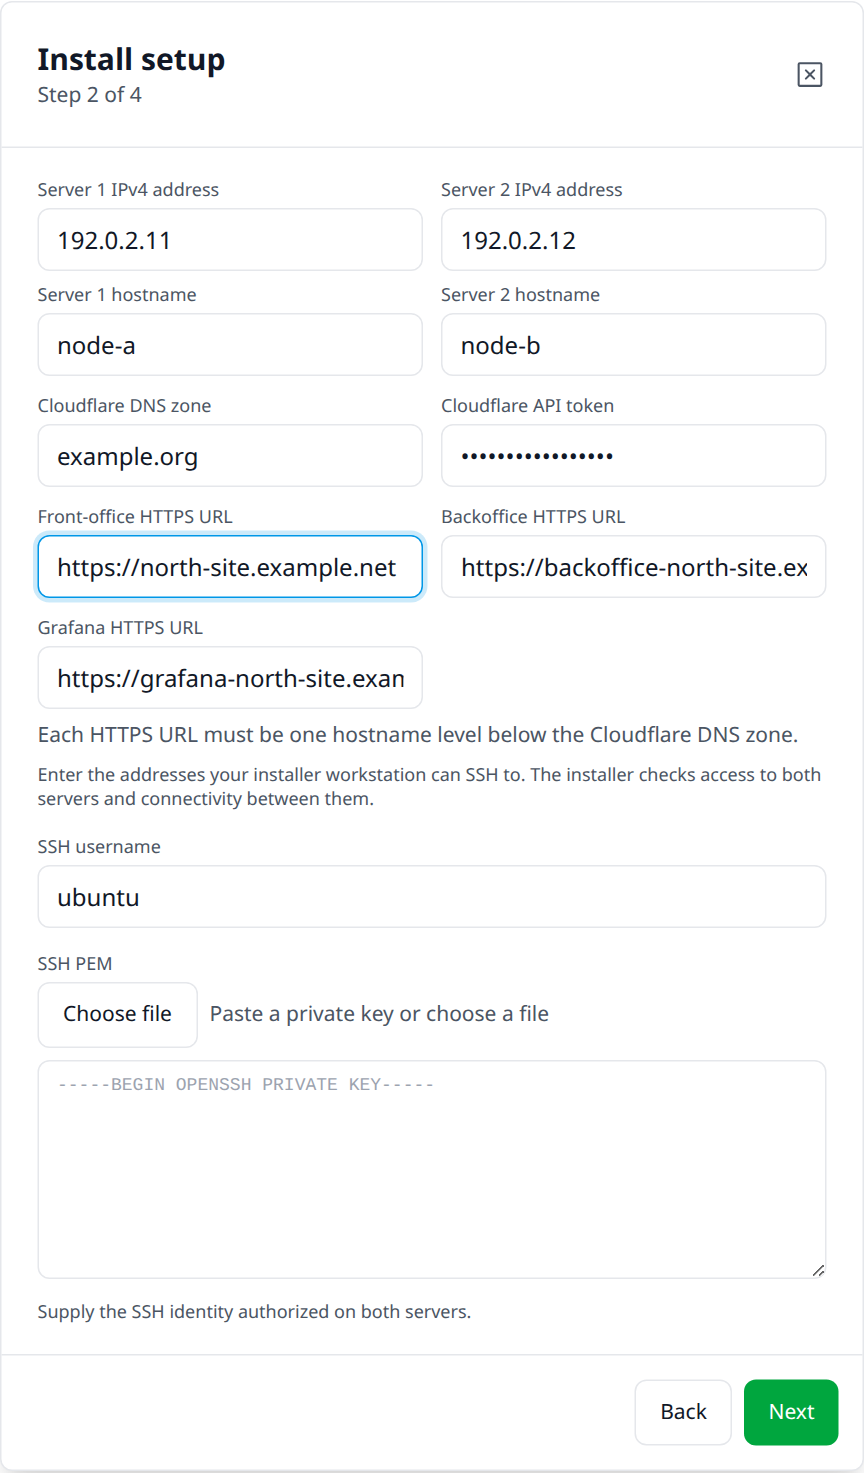 Install setup
Step 2 of 4
Server 1 IPv4 address
Server 2 IPv4 address
192.0.2.11
192.0.2.12
Server 1 hostname
Server 2 hostname
node-a
node-b
Cloudflare DNS zone
Cloudflare API token
example.org
•••••••••••••••••
Front-office HTTPS URL
Backoffice HTTPS URL
https://north-site.example.net
https://backoffice-north-site.ex
Grafana HTTPS URL
https://grafana-north-site.exan
Each HTTPS URL must be one hostname level below the Cloudflare DNS zone.
Enter the addresses your installer workstation can SSH to. The installer checks access to both
servers and connectivity between them.
SSH username
ubuntu
SSH PEM
Choose file
Paste a private key or choose a file
-----BEGIN OPENSSH PRIVATE KEY-----
Supply the SSH identity authorized on both servers.
Back
Next